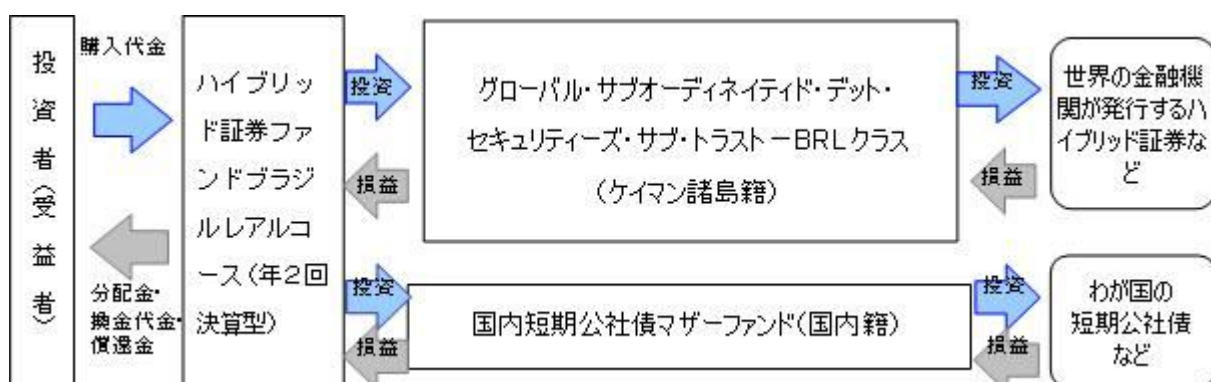 投資者(受益者)
購入代金
分配金・
換金代金・
償還金
ハイブリッ
ド証券ファ
ンドブラジ
ルレアルコ
ース(年2回
決算型)
投資
損益
グローバル・サブオーディネイティド・デット・
セキュリティーズ・サブ・トラスト－BRLクラス
(ケイマン諸島籍)
投資
損益
世界の金融機
関が発行するハ
イブリッド証券な
ど
投資
損益
国内短期公社債マザーファンド(国内籍)
投資
損益
わが国の
短期公社債
など